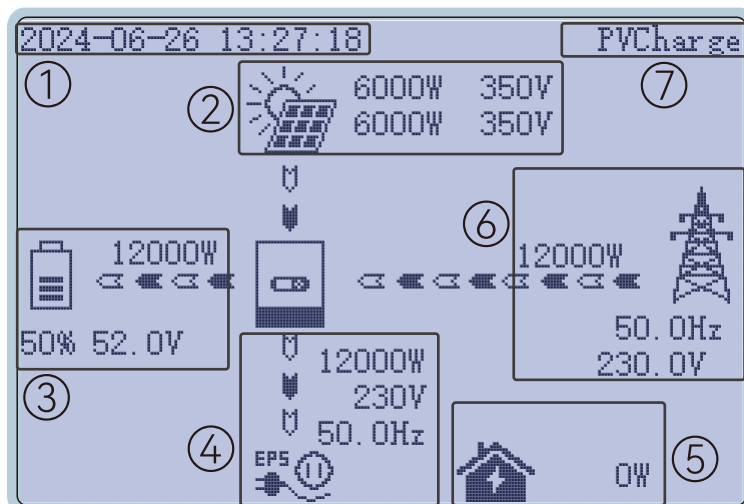 2024-06-26 13:27:18
PVCharge
①
②
6000W 350V
6000W 350V
⑦
⑥
12000W
12000W
50% 52.0V
50.0Hz
230.0V
③
12000W
230V
50.0Hz
④
EPS
0W
⑤